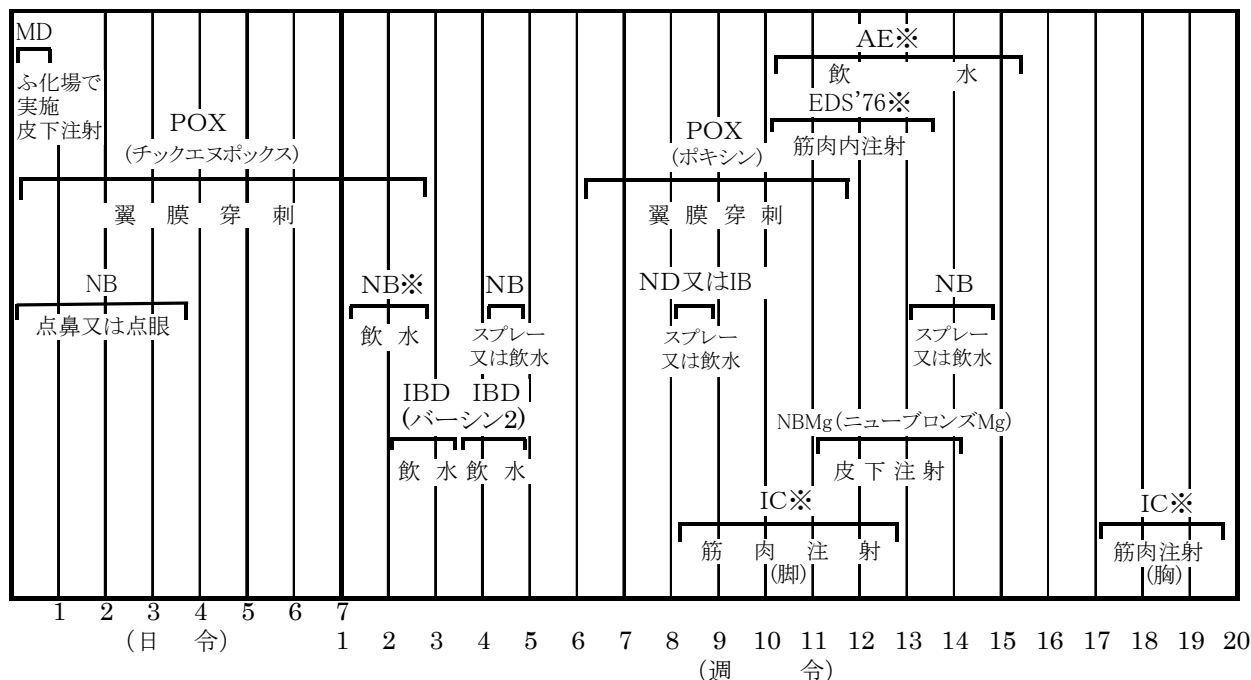 MD
ふ化場で
実施
皮下注射
POX
(チックエヌポックス)
翼膜穿刺
NB
点鼻又は点眼
NB※
飲水
NB
スプレー
又は飲水
IBD IBD
(バーシン2)
飲水 飲水
POX
(ポキシン)
翼膜穿刺
AE※
飲水
EDS’76※
筋肉内注射
ND又はIB
スプレー
又は飲水
NB
スプレー
又は飲水
NBMg(ニューブロンズMg)
皮下注射
IC※
筋肉注射
(脚)
IC※
筋肉注射
(胸)
1 2 3 4 5 6 7
(日令)
1 2 3 4 5 6 7 8 9 10 11 12 13 14 15 16 17 18 19 20
(週令)